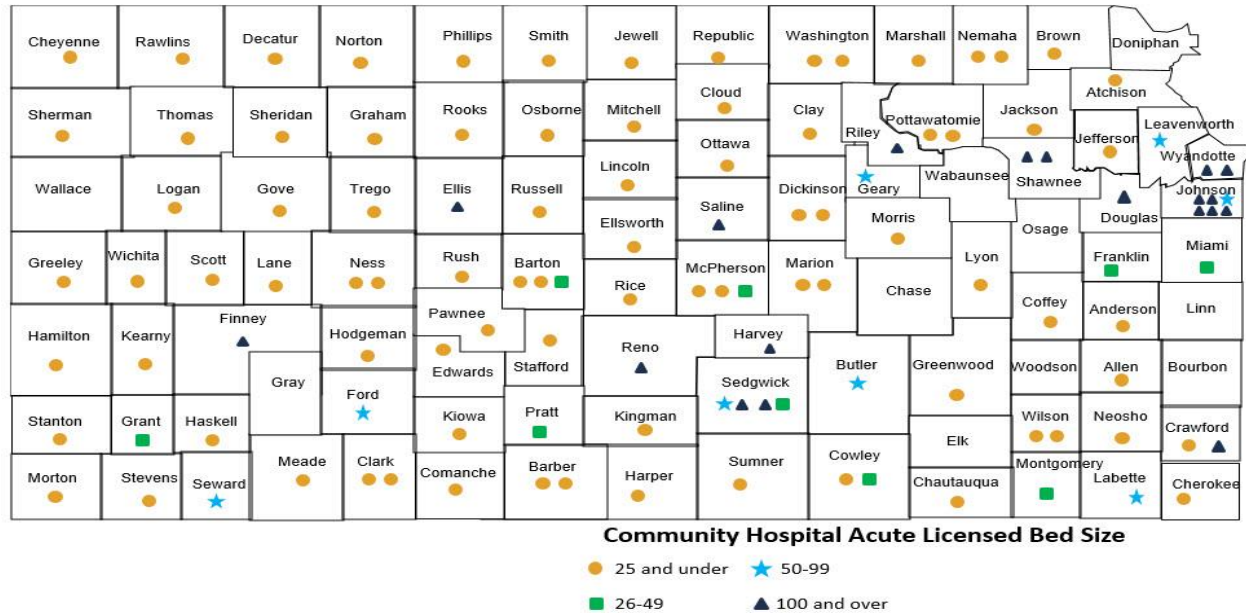 Cheyenne Rawlins Decatur Norton Phillips Smith Jewell Republic Washington Marshall Nemaha Brown Doniphan
Atchison
Sherman Thomas Sheridan Graham Rooks Osborne Mitchell Cloud Clay Riley Pottawatomie Jackson Jefferson Leavenworth
Ottawa
Wyandotte
Wallace Logan Gove Trego Ellis Russell Lincoln Saline Dickinson Geary Wabaunsee Shawnee Douglas Johnson
Ellsworth Morris Osage
Greeley Wichita Scott Lane Ness Rush Barton Rice McPherson Marion Chase Lyon Franklin Miami
Hamilton Kearny Finney Hodgeman Pawnee Coffey Anderson Linn
Gray Edwards Stafford Reno Harvey Butler Greenwood Woodson Allen Bourbon
Ford Sedgwick
Stanton Grant Haskell Kiowa Pratt Kingman Elk Wilson Neosho Crawford
Morton Stevens Seward Meade Clark Comanche Barber Harper Sumner Cowley Chautauqua Montgomery Labette Cherokee
Community Hospital Acute Licensed Bed Size
25 and under 50-99
26-49 100 and over